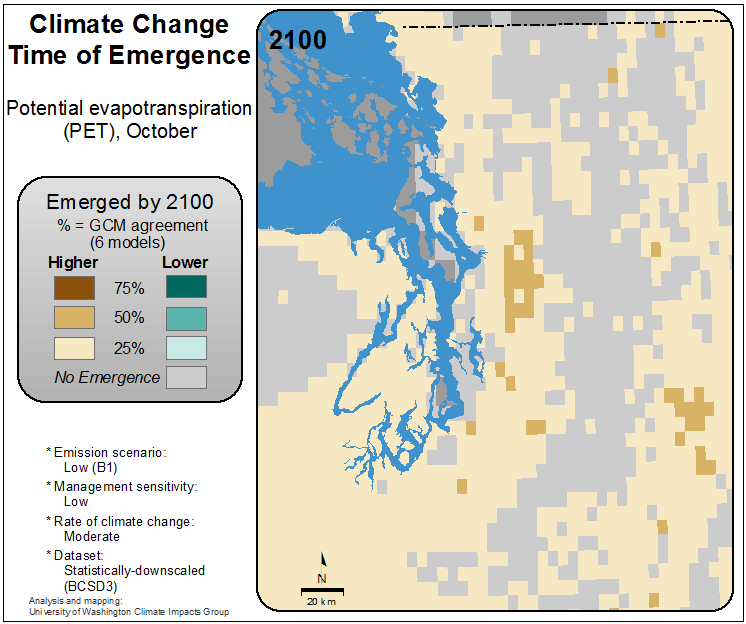 Climate Change
Time of Emergence
Potential evapotranspiration
(PET), October
Emerged by 2100
% = GCM agreement
(6 models)
Higher Lower
75%
50%
25%
No Emergence
* Emission scenario:
Low (B1)
* Management sensitivity:
Low
* Rate of climate change:
Moderate
* Dataset:
Statistically-downscaled
(BCSD3)
Analysis and mapping:
University of Washington Climate Impacts Group
2100
N
20 km